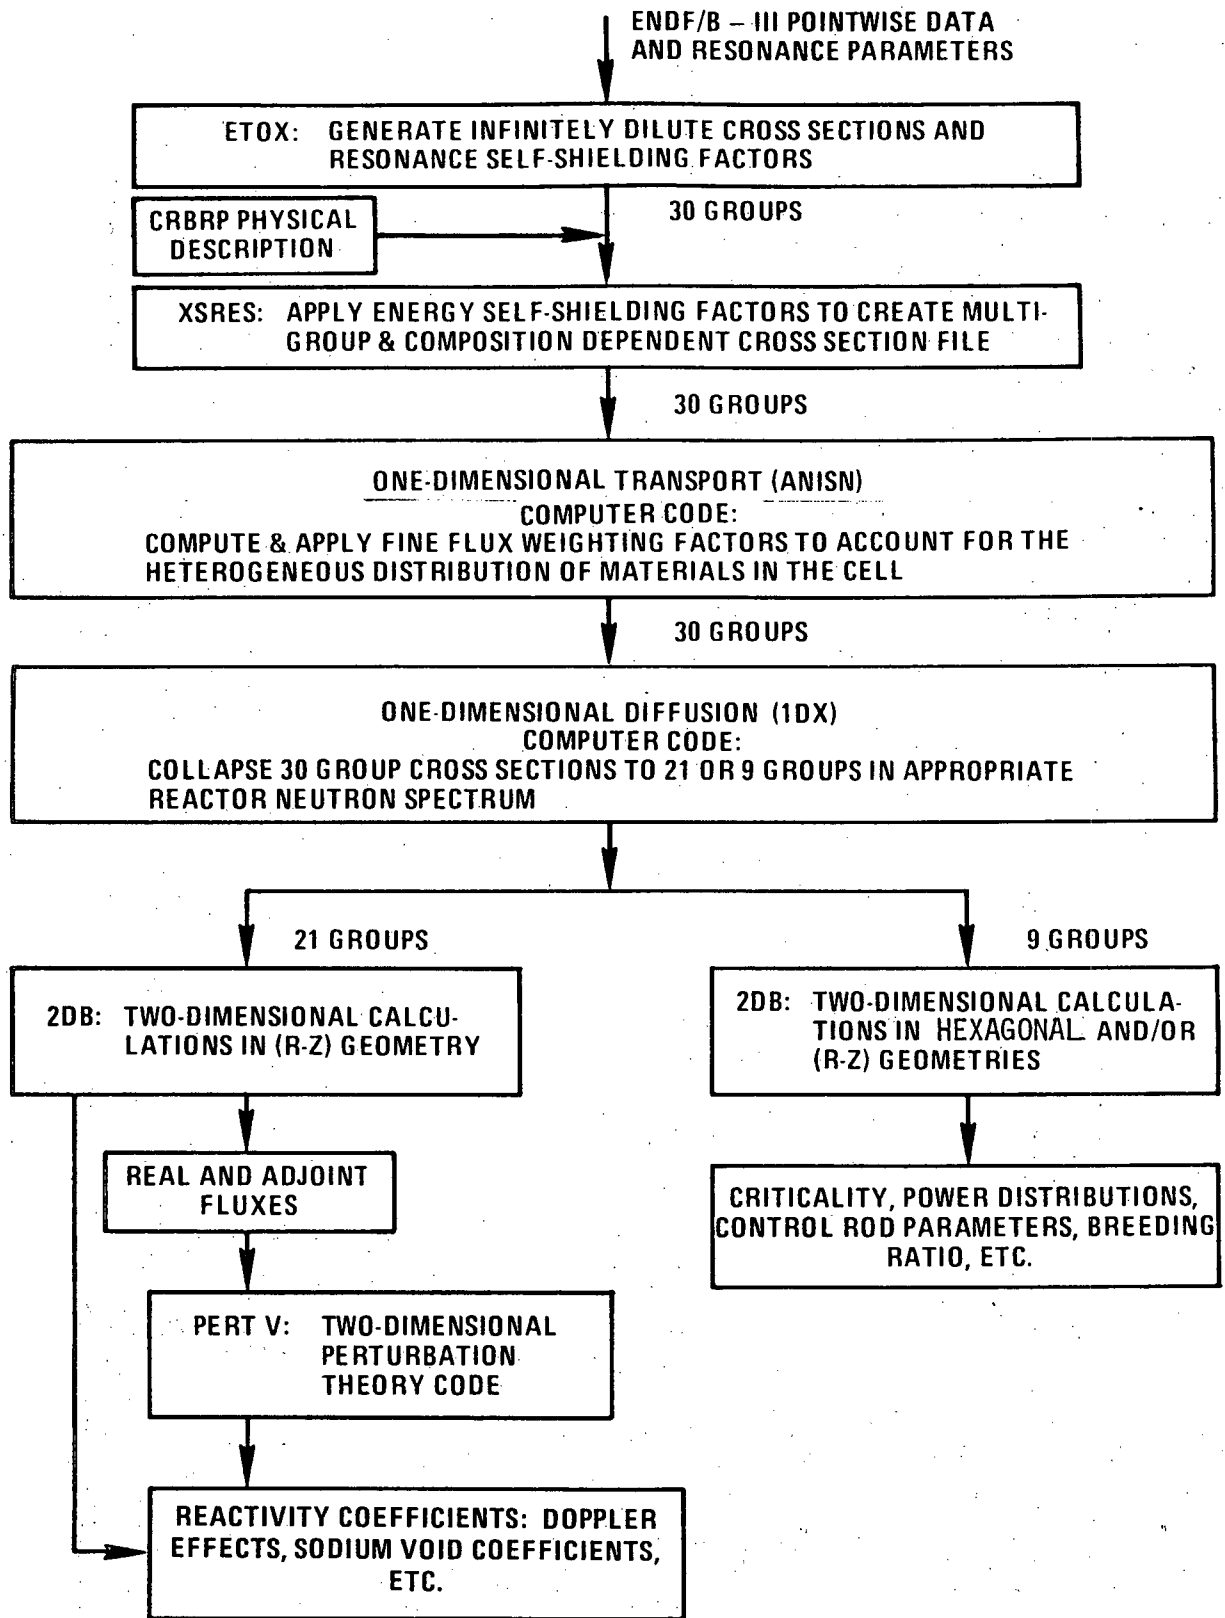 ENDF/B – III POINTWISE DATA
AND RESONANCE PARAMETERS
ETOX: GENERATE INFINITELY DILUTE CROSS SECTIONS AND
RESONANCE SELF-SHIELDING FACTORS
30 GROUPS
CRBRP PHYSICAL
DESCRIPTION
XSRES: APPLY ENERGY SELF-SHIELDING FACTORS TO CREATE MULTI-
GROUP & COMPOSITION DEPENDENT CROSS SECTION FILE
30 GROUPS
ONE-DIMENSIONAL TRANSPORT (ANISN)
COMPUTER CODE:
COMPUTE & APPLY FINE FLUX WEIGHTING FACTORS TO ACCOUNT FOR THE
HETEROGENEOUS DISTRIBUTION OF MATERIALS IN THE CELL
30 GROUPS
ONE-DIMENSIONAL DIFFUSION (1DX)
COMPUTER CODE:
COLLAPSE 30 GROUP CROSS SECTIONS TO 21 OR 9 GROUPS IN APPROPRIATE
REACTOR NEUTRON SPECTRUM
21 GROUPS
2DB: TWO-DIMENSIONAL CALCU-
LATIONS IN (R-Z) GEOMETRY
REAL AND ADJOINT
FLUXES
PERT V: TWO-DIMENSIONAL
PERTURBATION
THEORY CODE
REACTIVITY COEFFICIENTS: DOPPLER
EFFECTS, SODIUM VOID COEFFICIENTS,
ETC.
9 GROUPS
2DB: TWO-DIMENSIONAL CALCULA-
TIONS IN HEXAGONAL AND/OR
(R-Z) GEOMETRIES
CRITICALITY, POWER DISTRIBUTIONS,
CONTROL ROD PARAMETERS, BREEDING
RATIO, ETC.